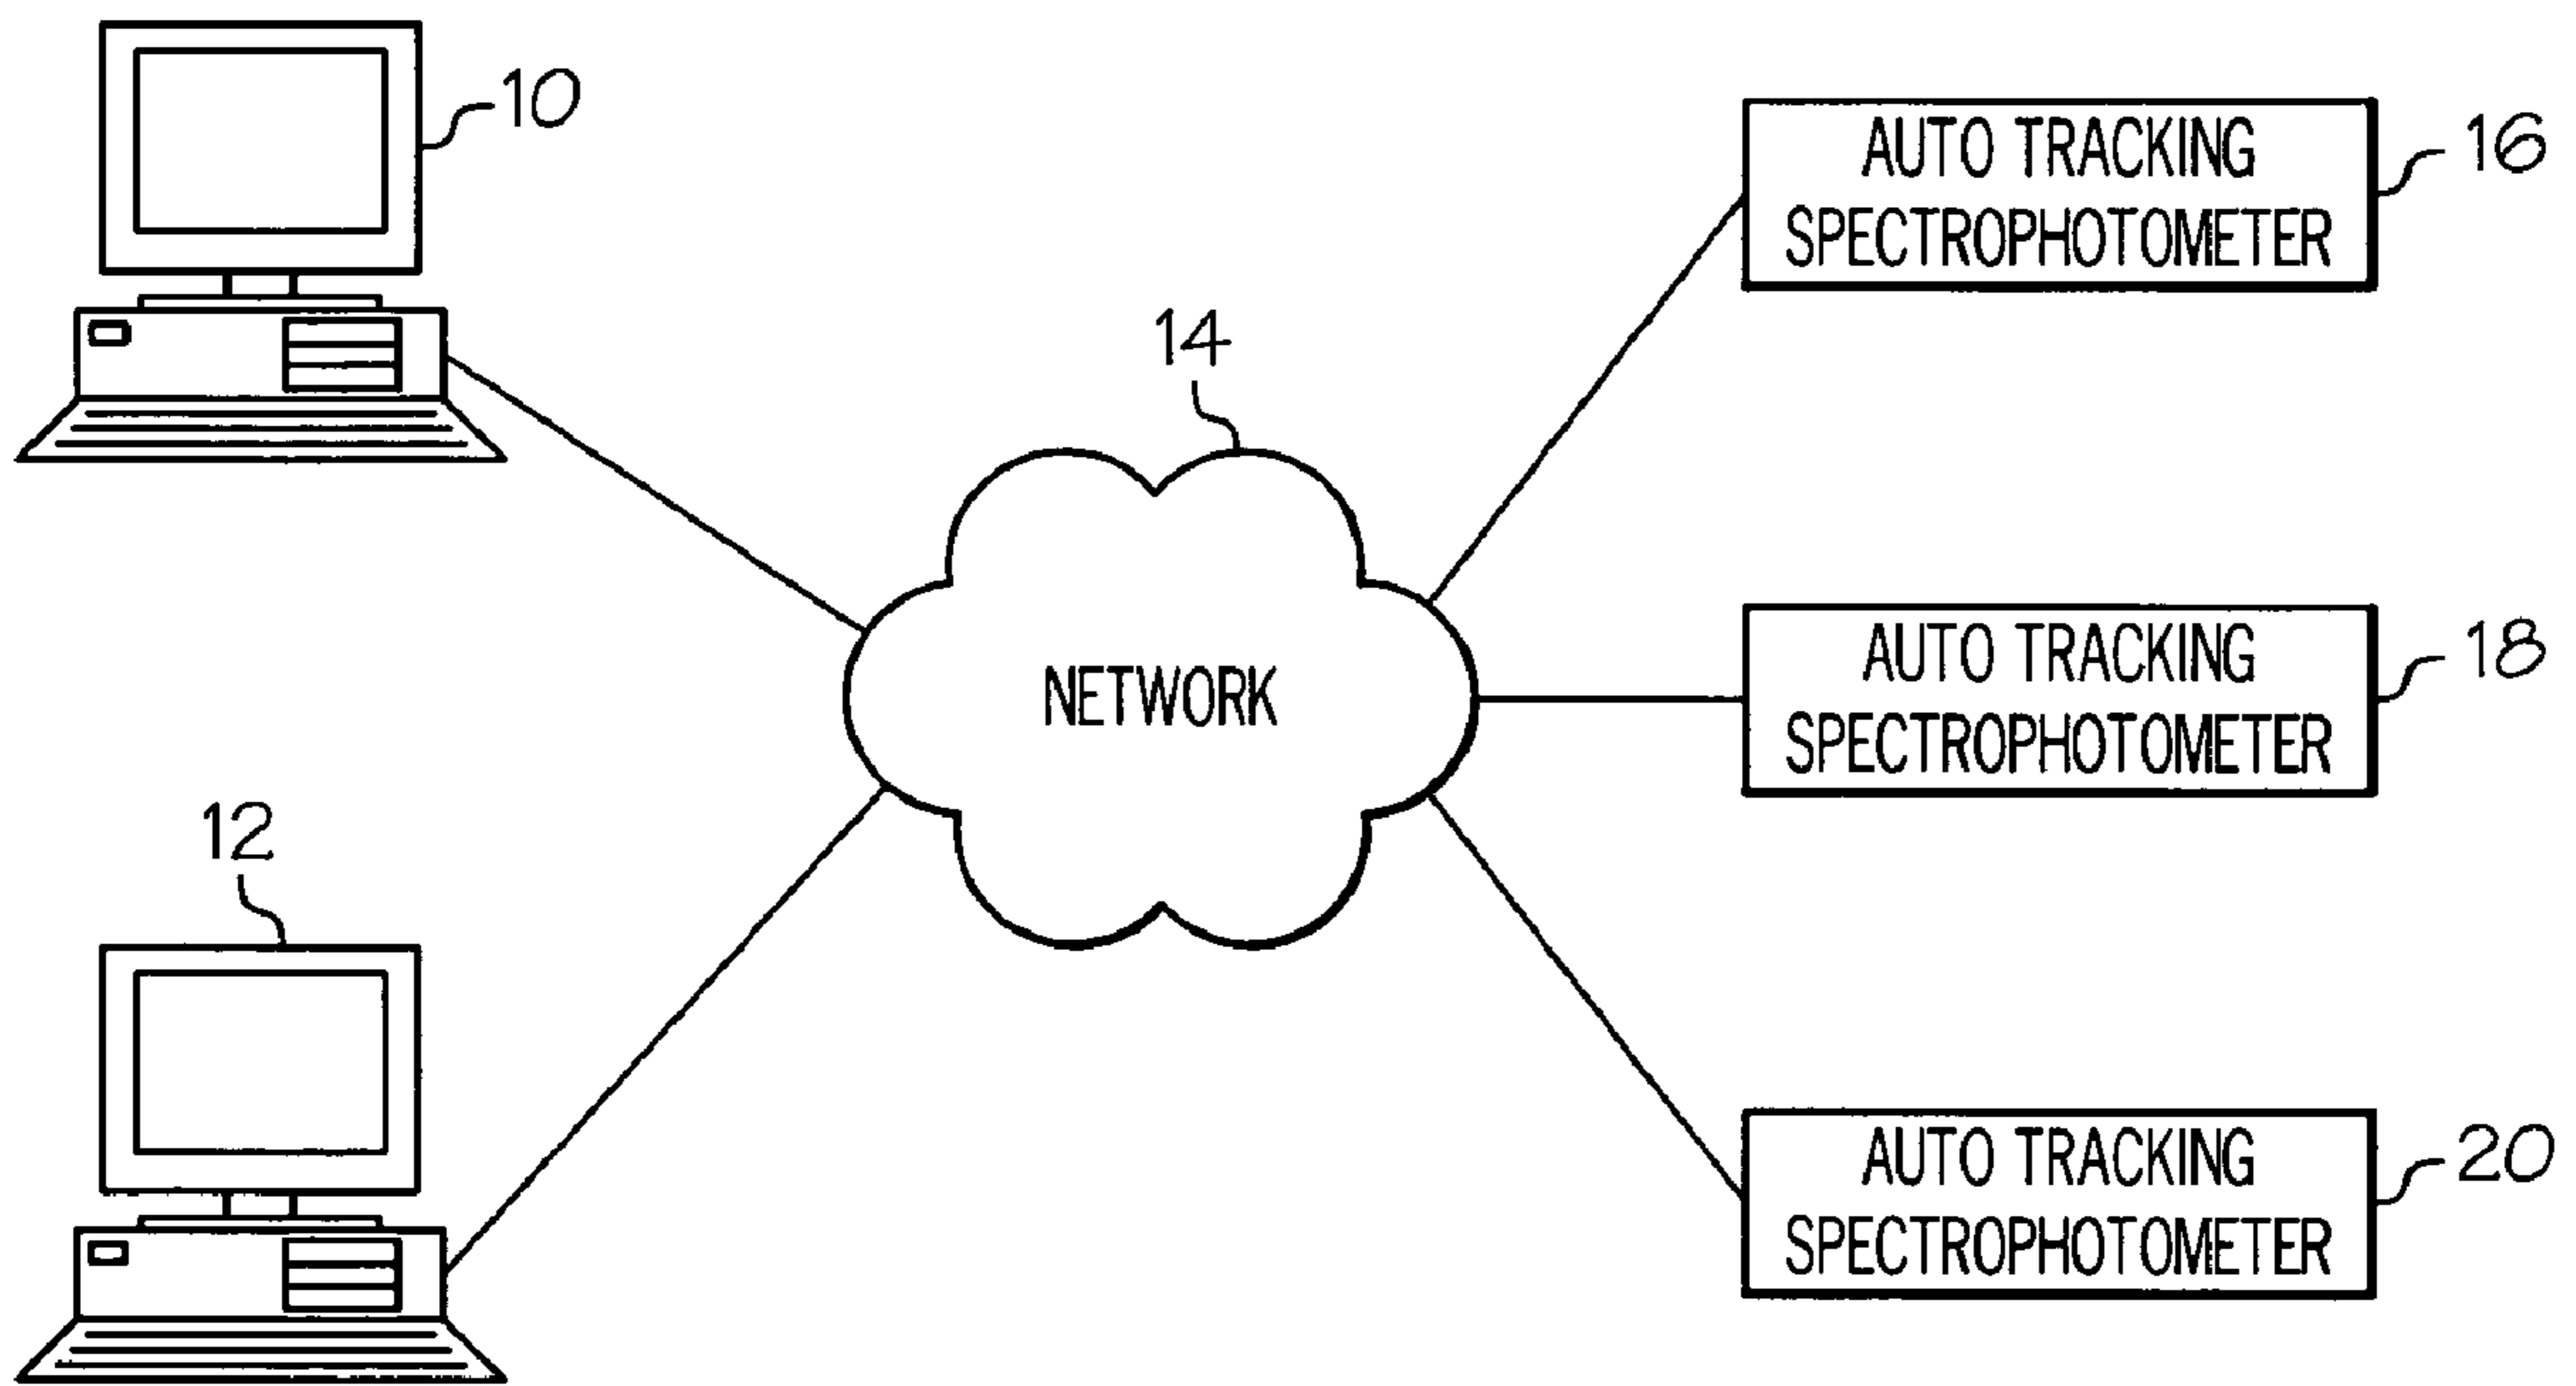 10
AUTO TRACKING
SPECTROPHOTOMETER
16
14
NETWORK
AUTO TRACKING
SPECTROPHOTOMETER
18
12
AUTO TRACKING
SPECTROPHOTOMETER
20